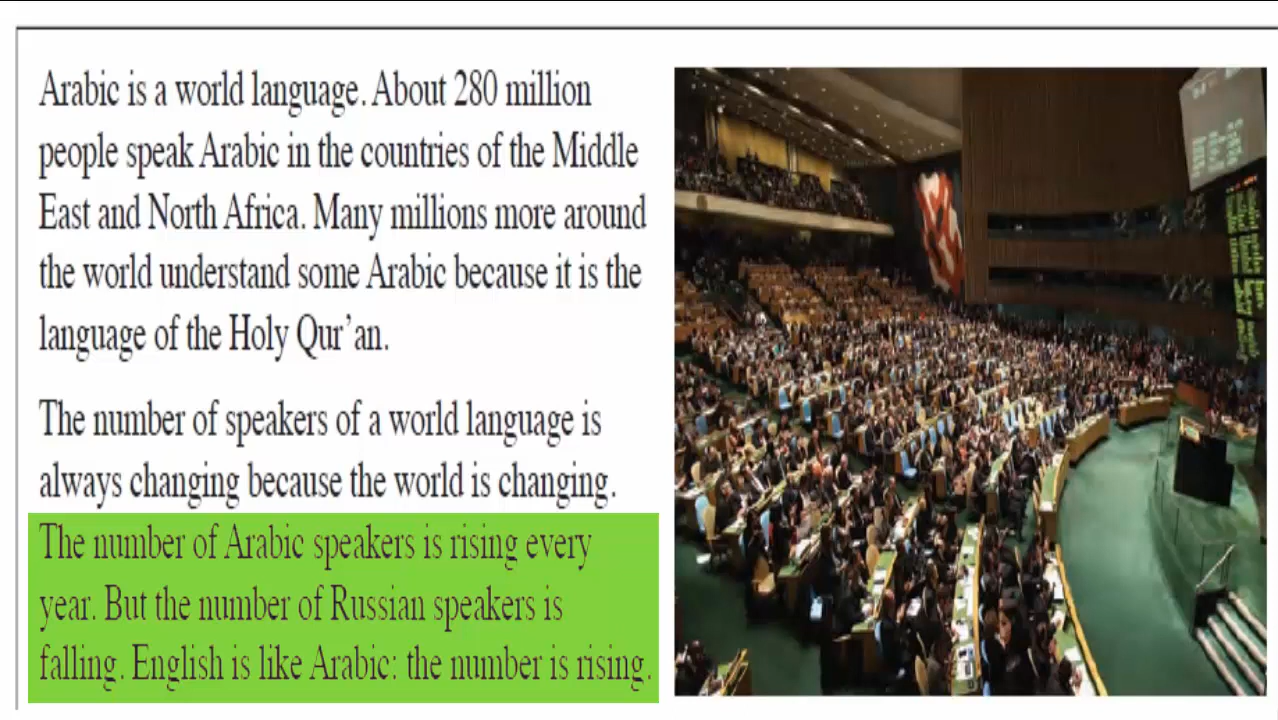 Arabic is a world language. About 280 million
people speak Arabic in the countries of the Middle
East and North Africa. Many millions more around
the world understand some Arabic because it is the
language of the Holy Qur’an.
The number of speakers of a world language is
always changing because the world is changing.
The number of Arabic speakers is rising every
year. But the number of Russian speakers is
falling. English is like Arabic: the number is rising.